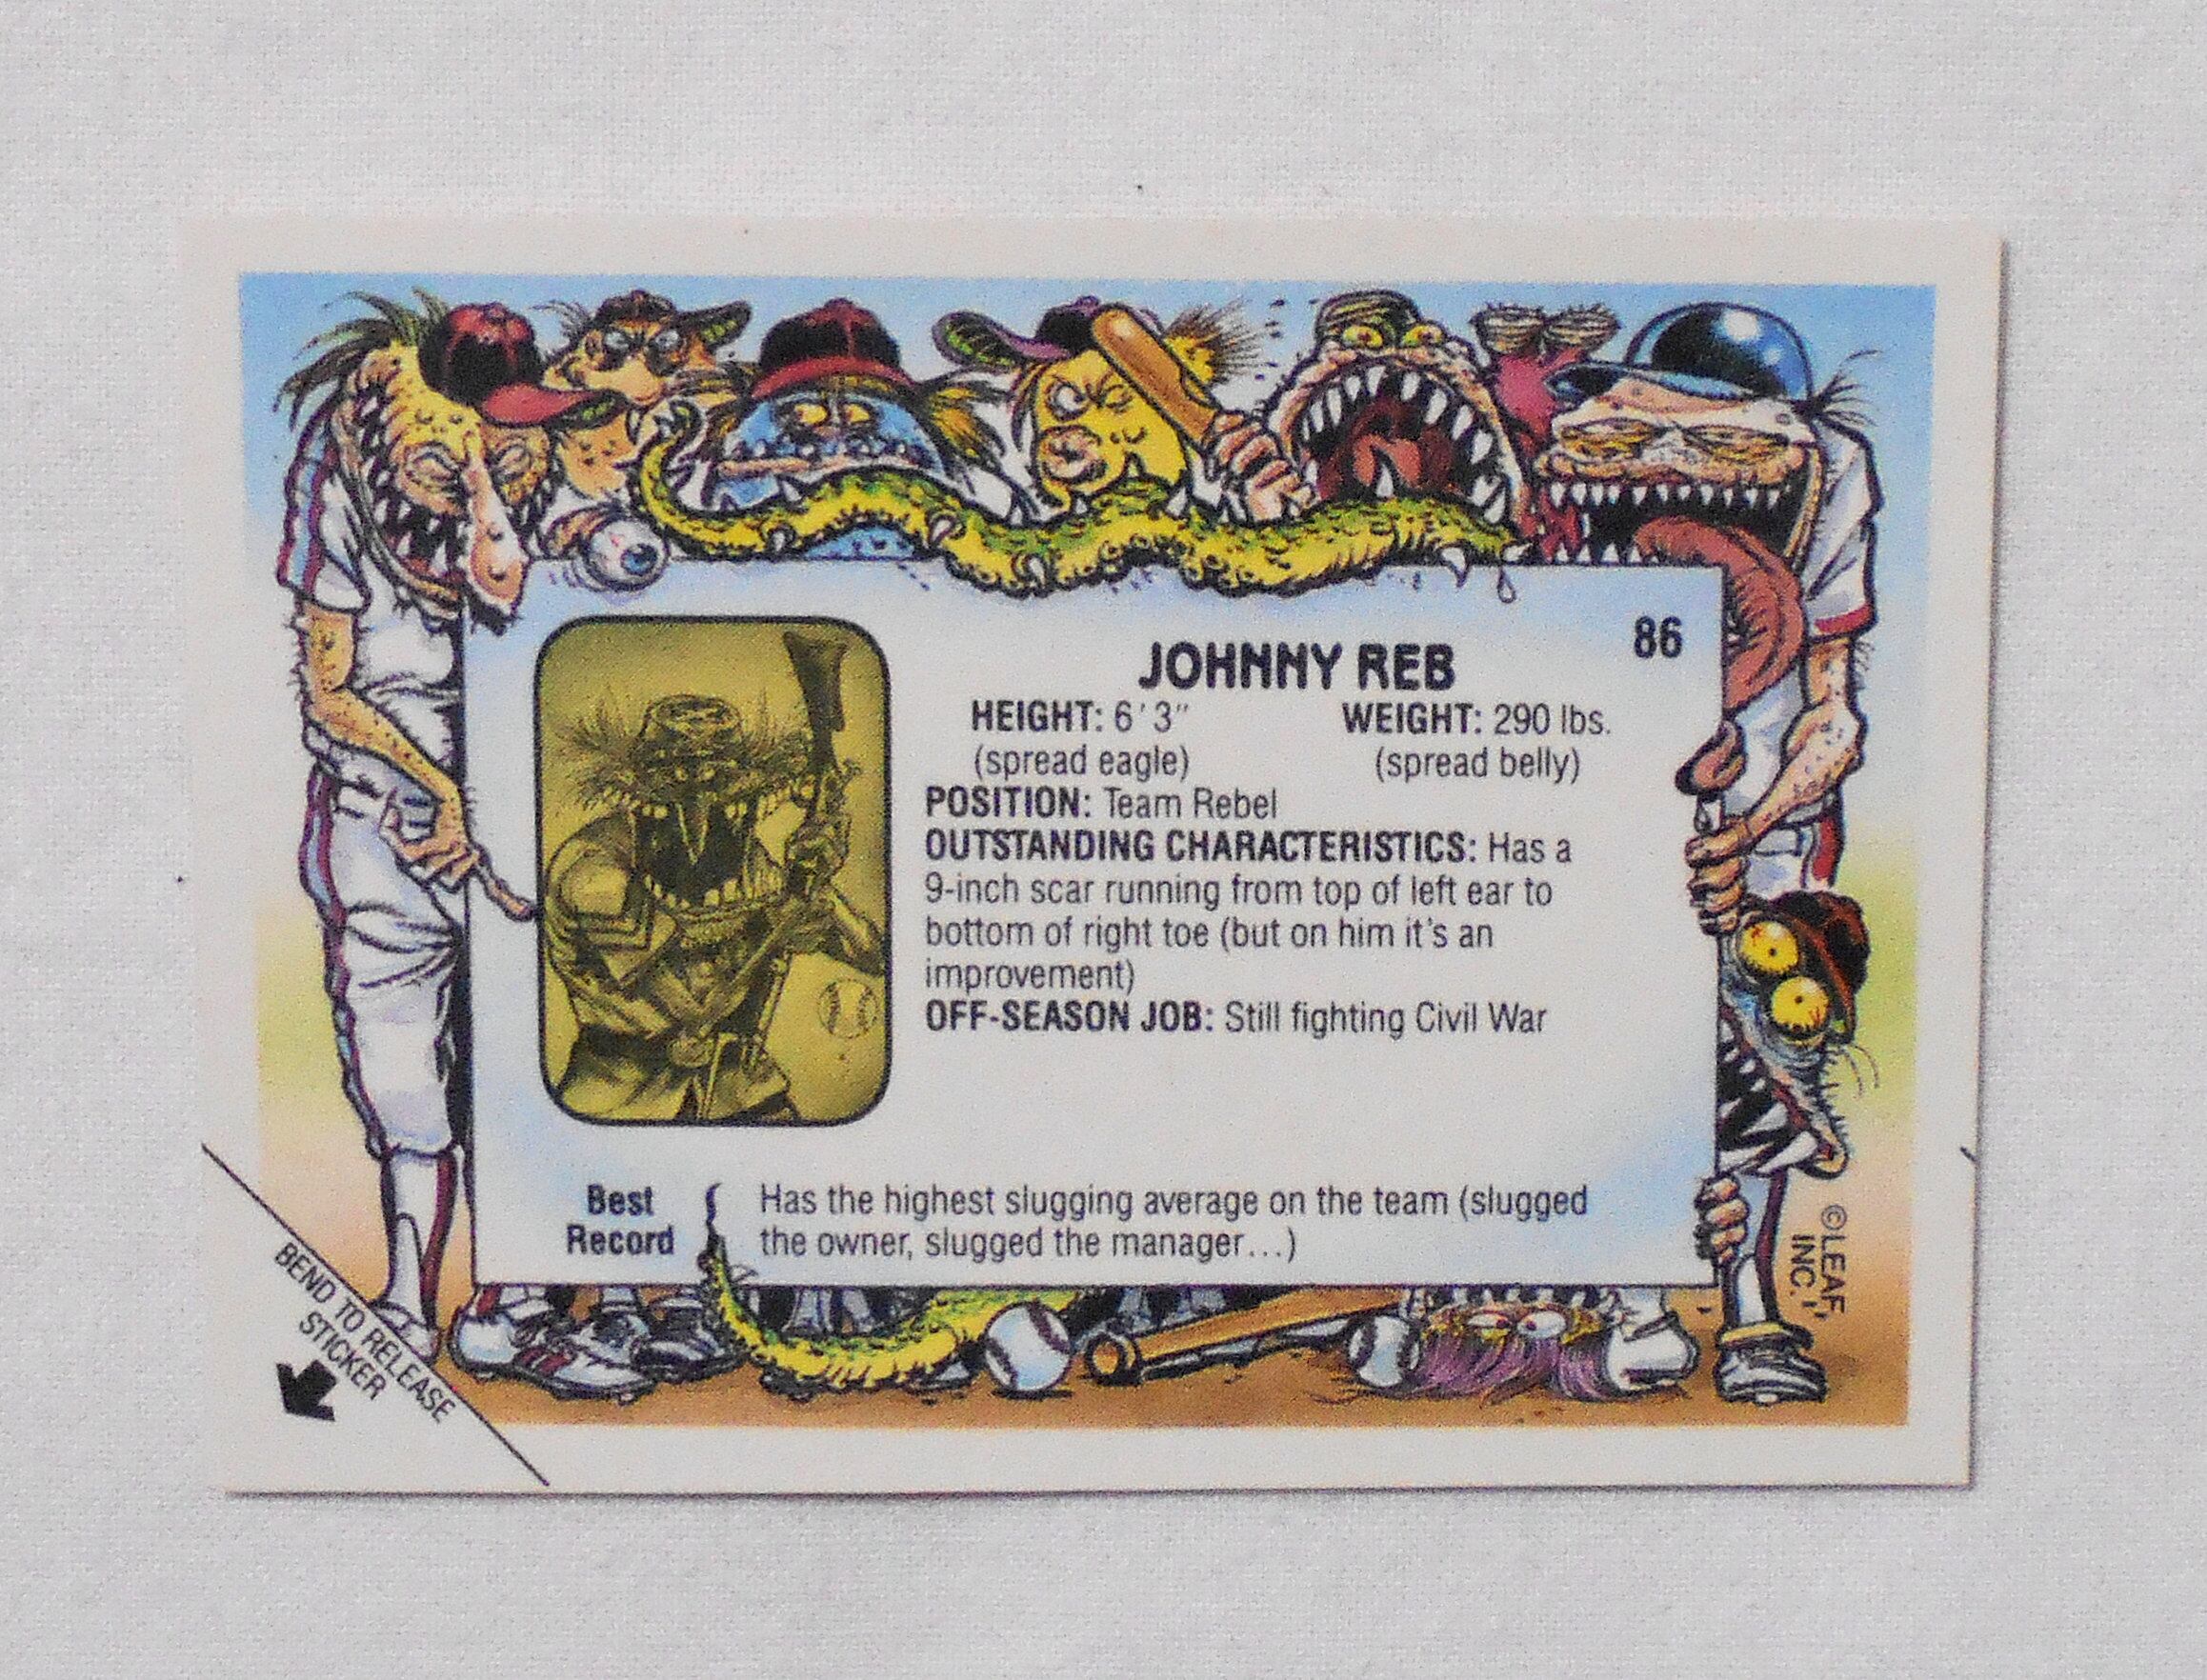 86
JOHNNY REB
HEIGHT: 6'3" WEIGHT: 290 lbs.
(spread eagle) (spread belly)
POSITION: Team Rebel
OUTSTANDING CHARACTERISTICS: Has a
9-inch scar running from top of left ear to
bottom of right toe (but on him it's an
improvement)
OFF-SEASON JOB: Still fighting Civil War
Best
Record
Has the highest slugging average on the team (slugged
the owner, slugged the manager...)
BEND TO RELEASE
STICKER
©LEAF
INC.